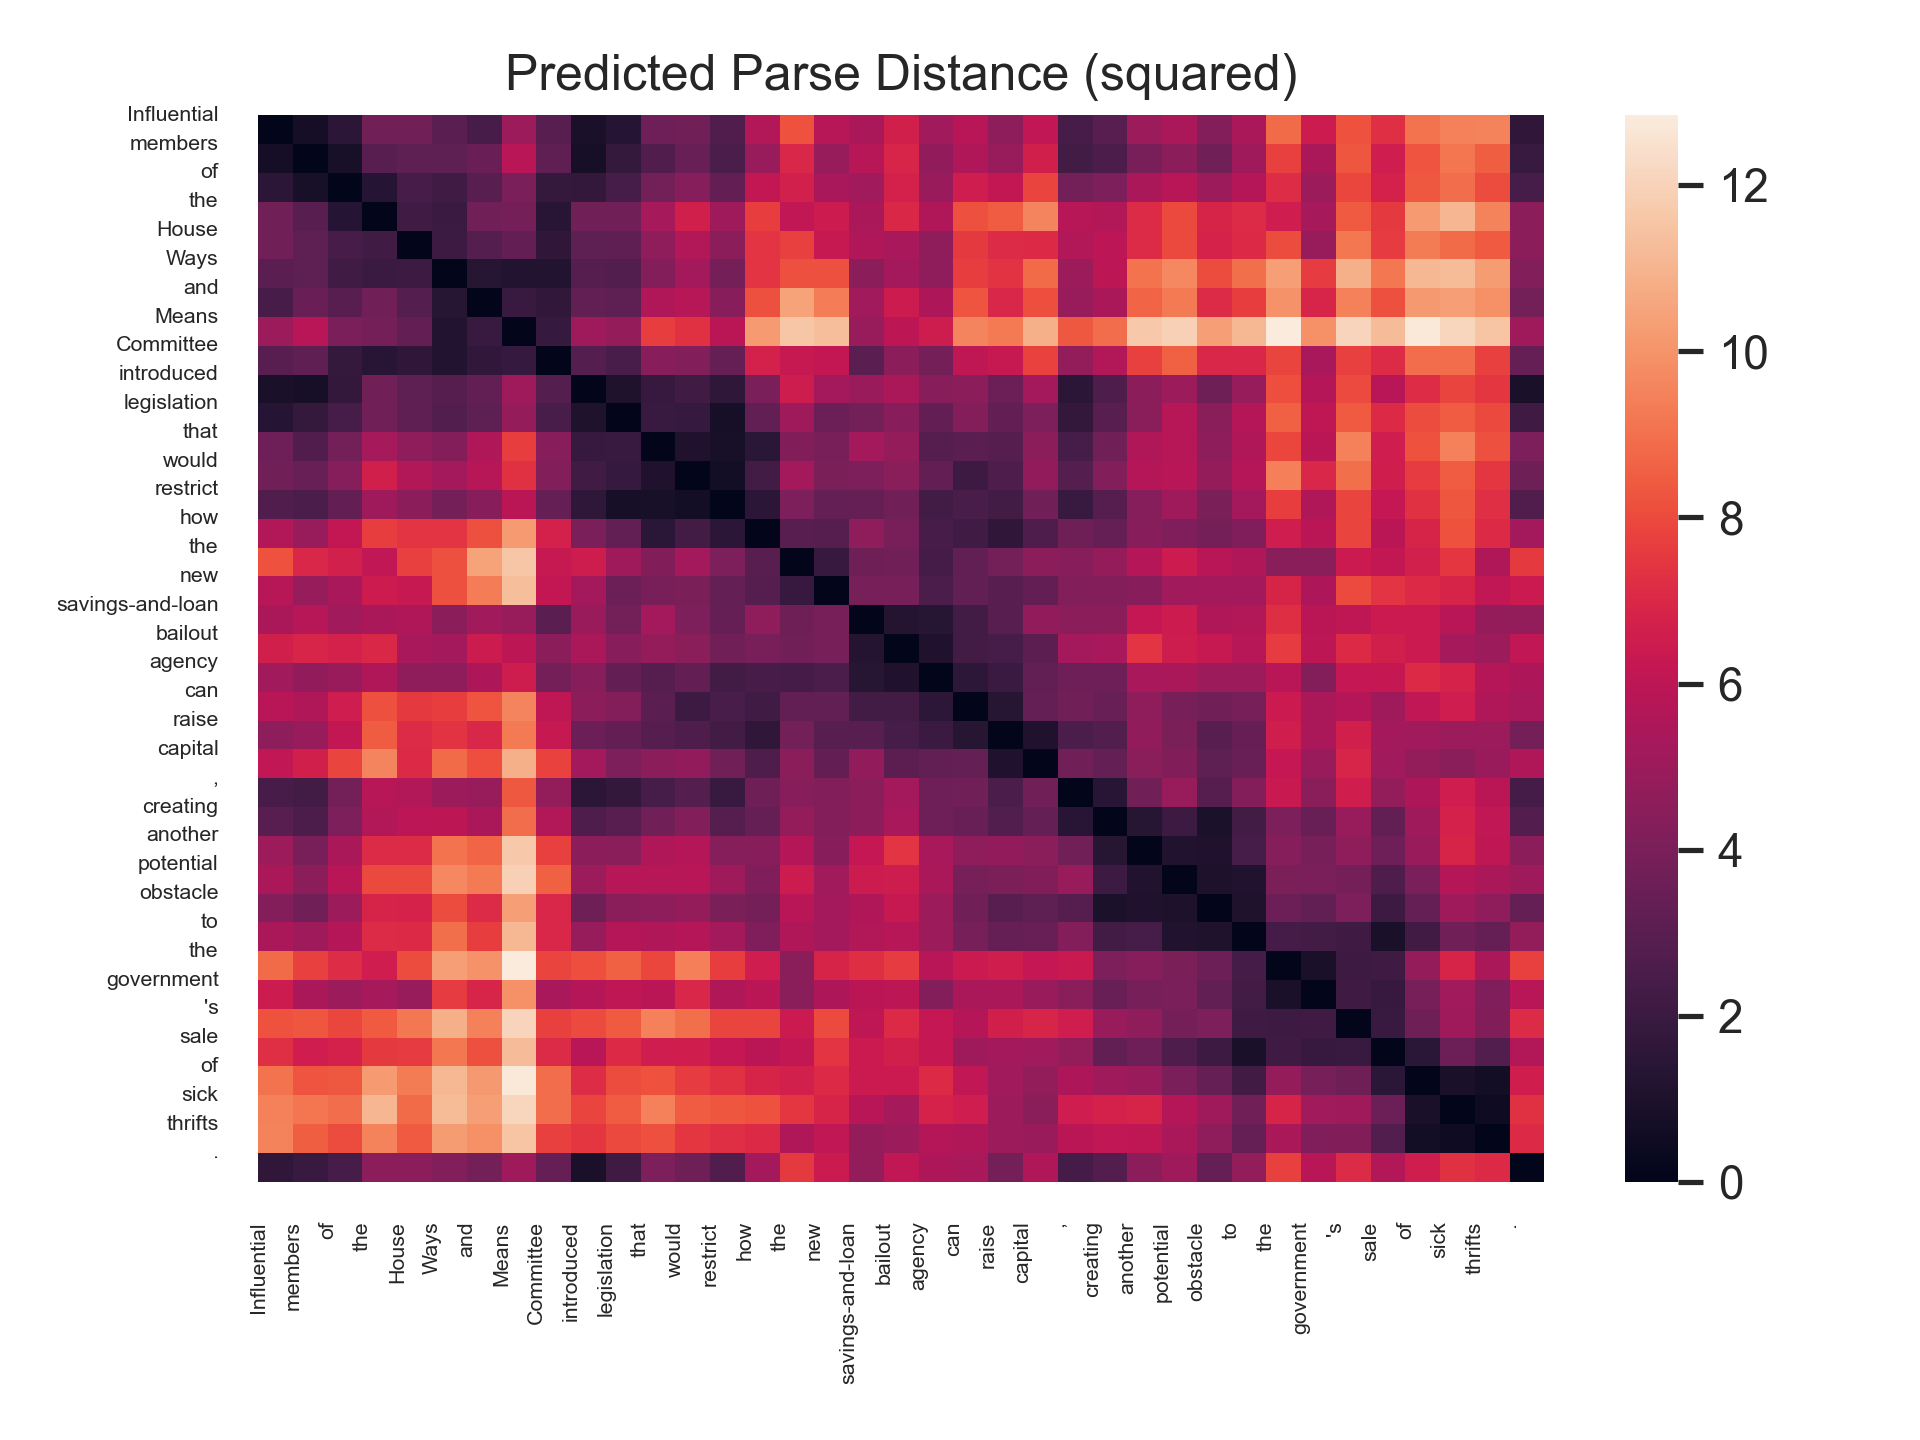 Predicted Parse Distance (squared)
Influential
members
of
the
House
Ways
and
Means
Committee
introduced
legislation
that
would
restrict
how
the
new
savings-and-loan
bailout
agency
can
raise
capital
,
creating
another
potential
obstacle
to
the
government
's
sale
of
sick
thrifts
.
12
10
8
6
4
2
0
Influential
members
of
the
House
Ways
and
Means
Committee
introduced
legislation
that
would
restrict
how
the
new
savings-and-loan
bailout
agency
can
raise
capital
,
creating
another
potential
obstacle
to
the
government
's
sale
of
sick
thrifts
.